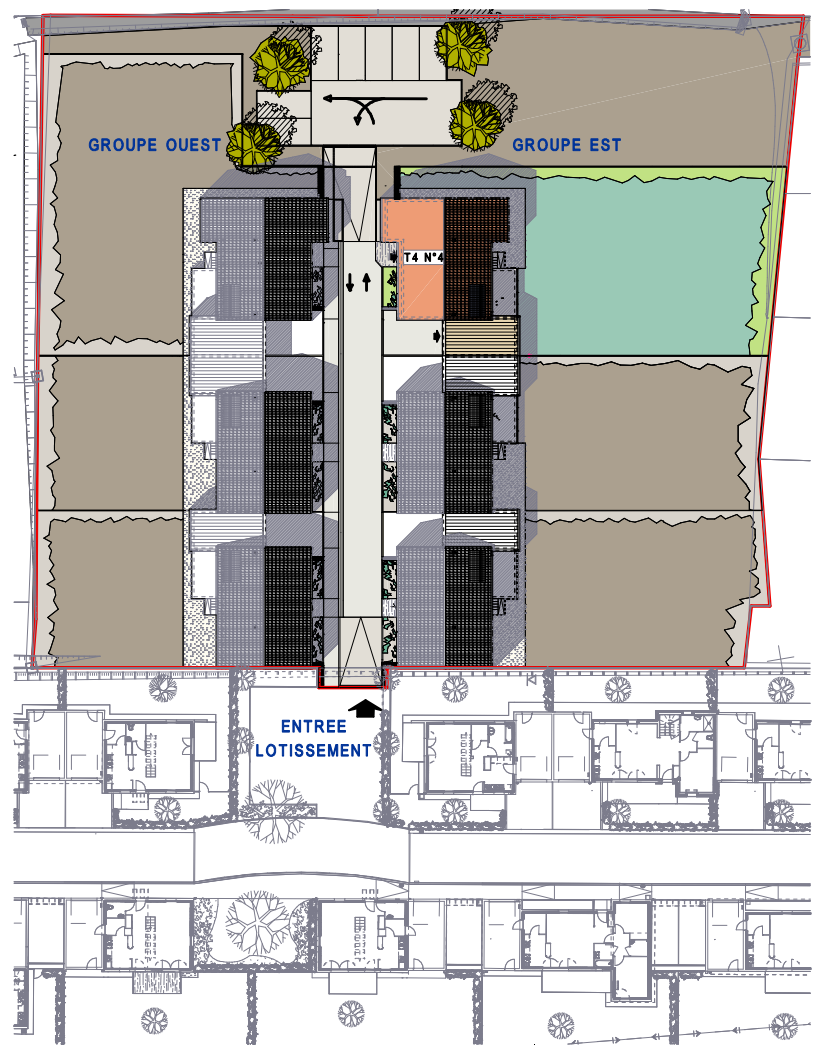 GROUPE OUEST
GROUPE EST
T4 N°4
ENTREE
LOTISSEMENT